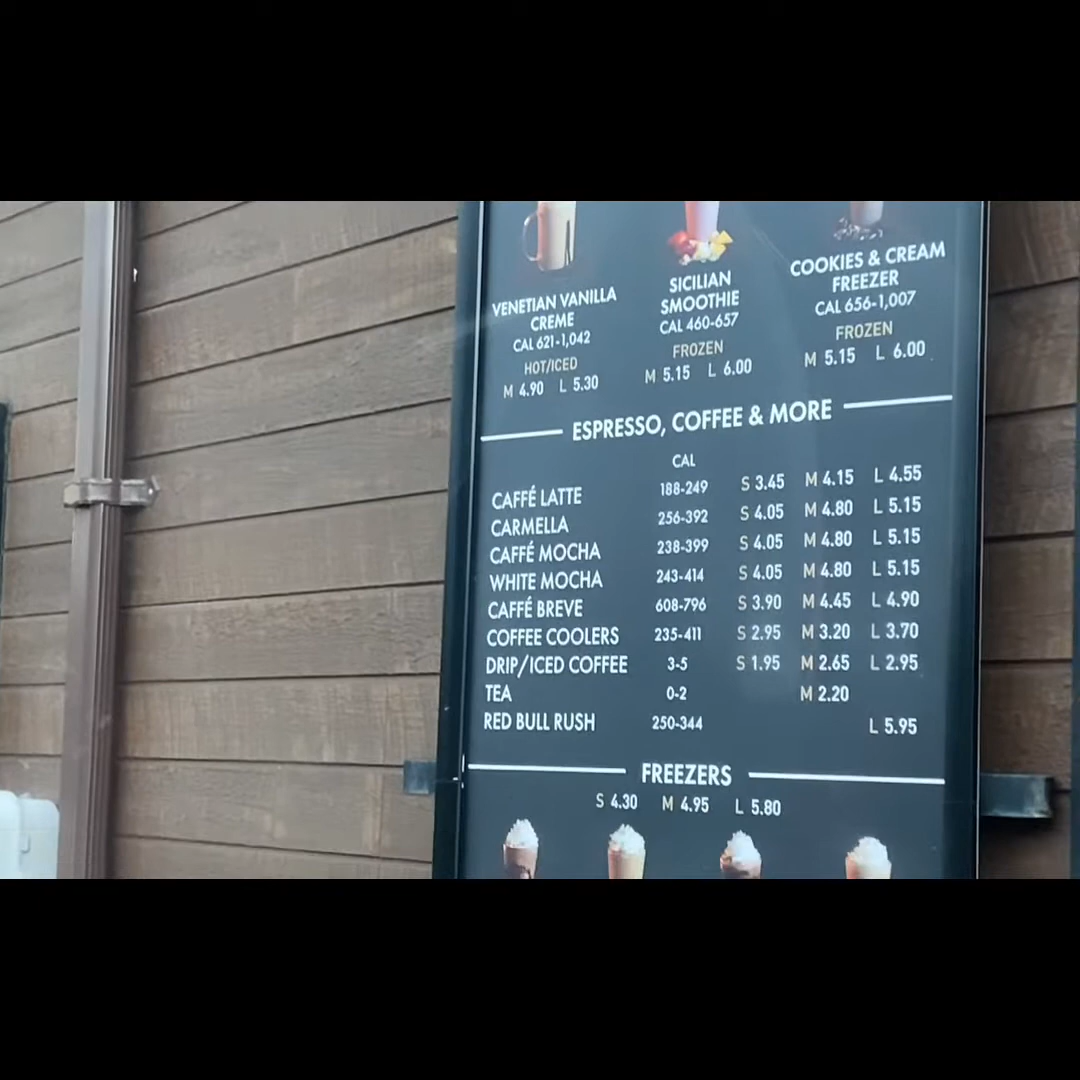 VENETIAN VANILLA
CREME
CAL 621-1,042
HOT/ICED
M 4.90 L 5.30
SICILIAN
SMOOTHIE
CAL 460-657
FROZEN
M 5.15 L 6.00
COOKIES & CREAM
FREEZER
CAL 656-1,007
FROZEN
M 5.15 L 6.00
ESPRESSO, COFFEE & MORE
CAL
CAFFÉ LATTE 188-249 S 3.45 M 4.15 L 4.55
CARMELLA 256-392 S 4.05 M 4.80 L 5.15
CAFFÉ MOCHA 238-399 S 4.05 M 4.80 L 5.15
WHITE MOCHA 243-414 S 4.05 M 4.80 L 5.15
CAFFÉ BREVE 608-796 S 3.90 M 4.45 L 4.90
COFFEE COOLERS 235-411 S 2.95 M 3.20 L 3.70
DRIP/ICED COFFEE 3-5 S 1.95 M 2.65 L 2.95
TEA 0-2 M 2.20
RED BULL RUSH 250-344 L 5.95
FREEZERS
S 4.30 M 4.95 L 5.80